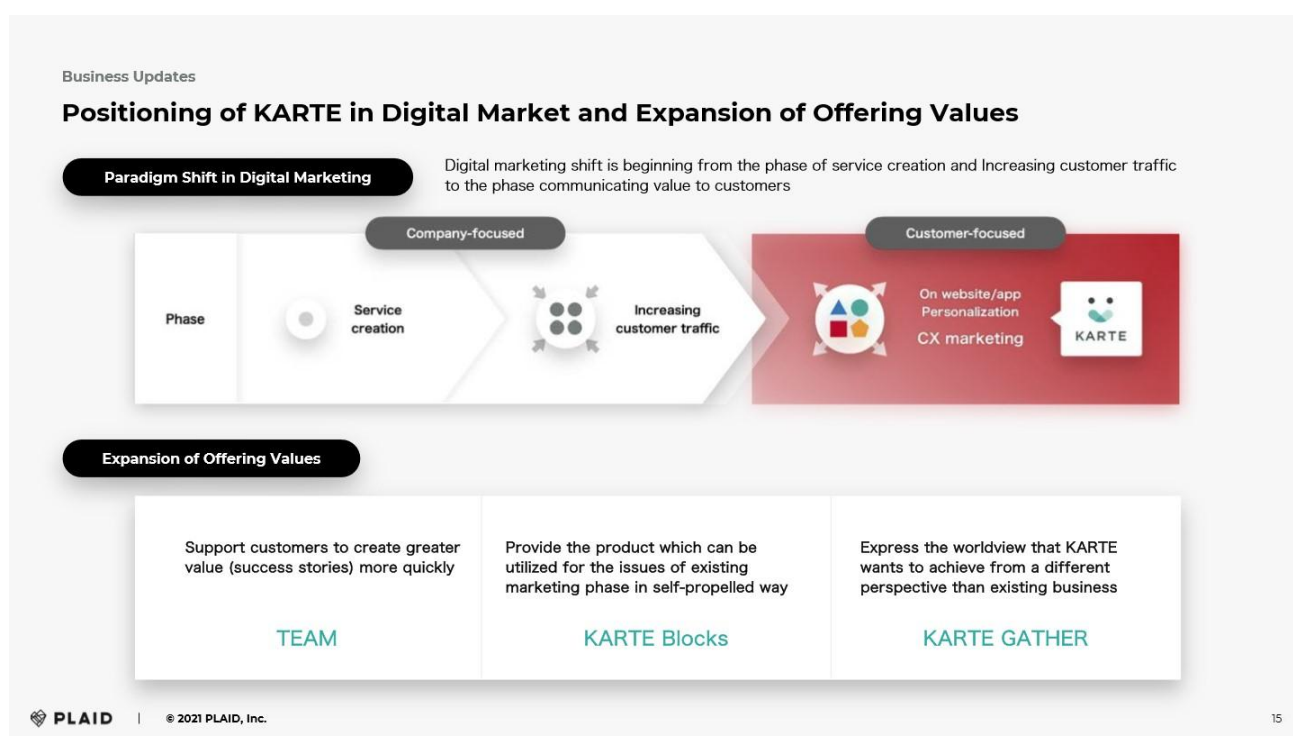 Business Updates
Positioning of KARTE in Digital Market and Expansion of Offering Values
Paradigm Shift in Digital Marketing
Digital marketing shift is beginning from the phase of service creation and Increasing customer traffic
to the phase communicating value to customers
Company-focused
Customer-focused
Phase
Service
creation
Increasing
customer traffic
On website/app
Personalization
CX marketing
KARTE
Expansion of Offering Values
Support customers to create greater
value (success stories) more quickly
TEAM
Provide the product which can be
utilized for the issues of existing
marketing phase in self-propelled way
KARTE Blocks
Express the worldview that KARTE
wants to achieve from a different
perspective than existing business
KARTE GATHER
PLAID | © 2021 PLAID, Inc.
15